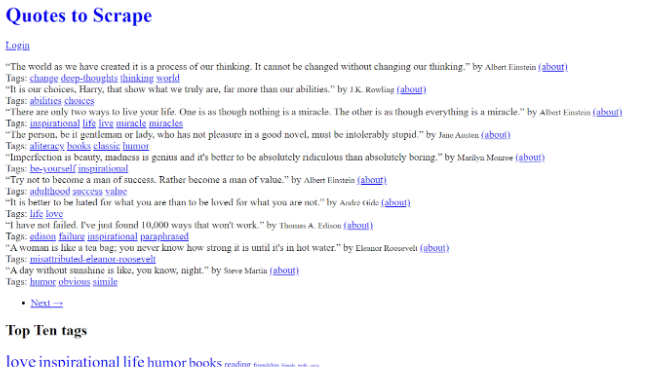 Quotes to Scrape
Login
“The world as we have created it is a process of our thinking. It cannot be changed without changing our thinking.” by Albert Einstein (about)
Tags: change deep-thoughts thinking world
“It is our choices, Harry, that show what we truly are, far more than our abilities.” by J.K. Rowling (about)
Tags: abilities choices
“There are only two ways to live your life. One is as though nothing is a miracle. The other is as though everything is a miracle.” by Albert Einstein (about)
Tags: inspirational life live miracle miracles
“The person, be it gentleman or lady, who has not pleasure in a good novel, must be intolerably stupid.” by Jane Austen (about)
Tags: aliteracy books classic humor
“Imperfection is beauty, madness is genius and it's better to be absolutely ridiculous than absolutely boring.” by Marilyn Monroe (about)
Tags: be-yourself inspirational
“Try not to become a man of success. Rather become a man of value.” by Albert Einstein (about)
Tags: adulthood success value
“It is better to be hated for what you are than to be loved for what you are not.” by André Gide (about)
Tags: life love
“I have not failed. I've just found 10,000 ways that won't work.” by Thomas A. Edison (about)
Tags: edison failure inspirational paraphrased
“A woman is like a tea bag; you never know how strong it is until it's in hot water.” by Eleanor Roosevelt (about)
Tags: misattributed-eleanor-roosevelt
“A day without sunshine is like, you know, night.” by Steve Martin (about)
Tags: humor obvious simile
• Next →
Top Ten tags
love inspirational life humor books reading friendship